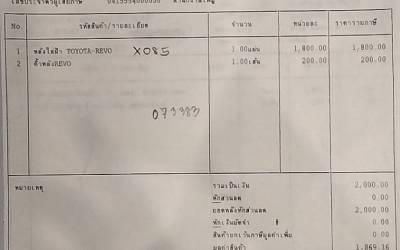 No. รหัสสินค้า/รายละเอียด จำนวน หน่วยละ ราคารวมภาษี
1 หลังไฟฝ้า TOYOTA-REVO X085 1.00แผ่น 1,800.00 1,800.00
2 คิ้วหลังREVO 1.00เส้น 200.00 200.00
073383
หมายเหตุ รวมเป็นเงิน 2,000.00
หักส่วนลด 0.00
ยอดหลังหักส่วนลด 2,000.00
หักเงินมัดจำ 0.00
สินค้ายกเว้นภาษีมูลค่าเพิ่ม 0.00
มูลค่าสินค้า 1,869.16